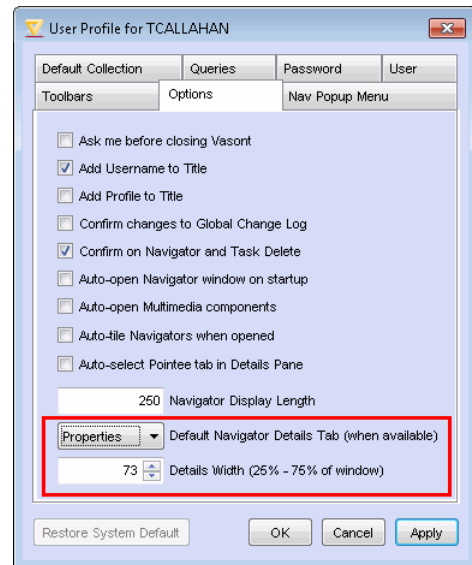 User Profile for TCALLAHAN
Default Collection Queries Password User
Toolbars Options Nav Popup Menu
Ask me before closing Vasont
Add Username to Title
Add Profile to Title
Confirm changes to Global Change Log
Confirm on Navigator and Task Delete
Auto-open Navigator window on startup
Auto-open Multimedia components
Auto-tile Navigators when opened
Auto-select Pointee tab in Details Pane
250 Navigator Display Length
Properties Default Navigator Details Tab (when available)
73 Details Width (25% - 75% of window)
Restore System Default OK Cancel Apply